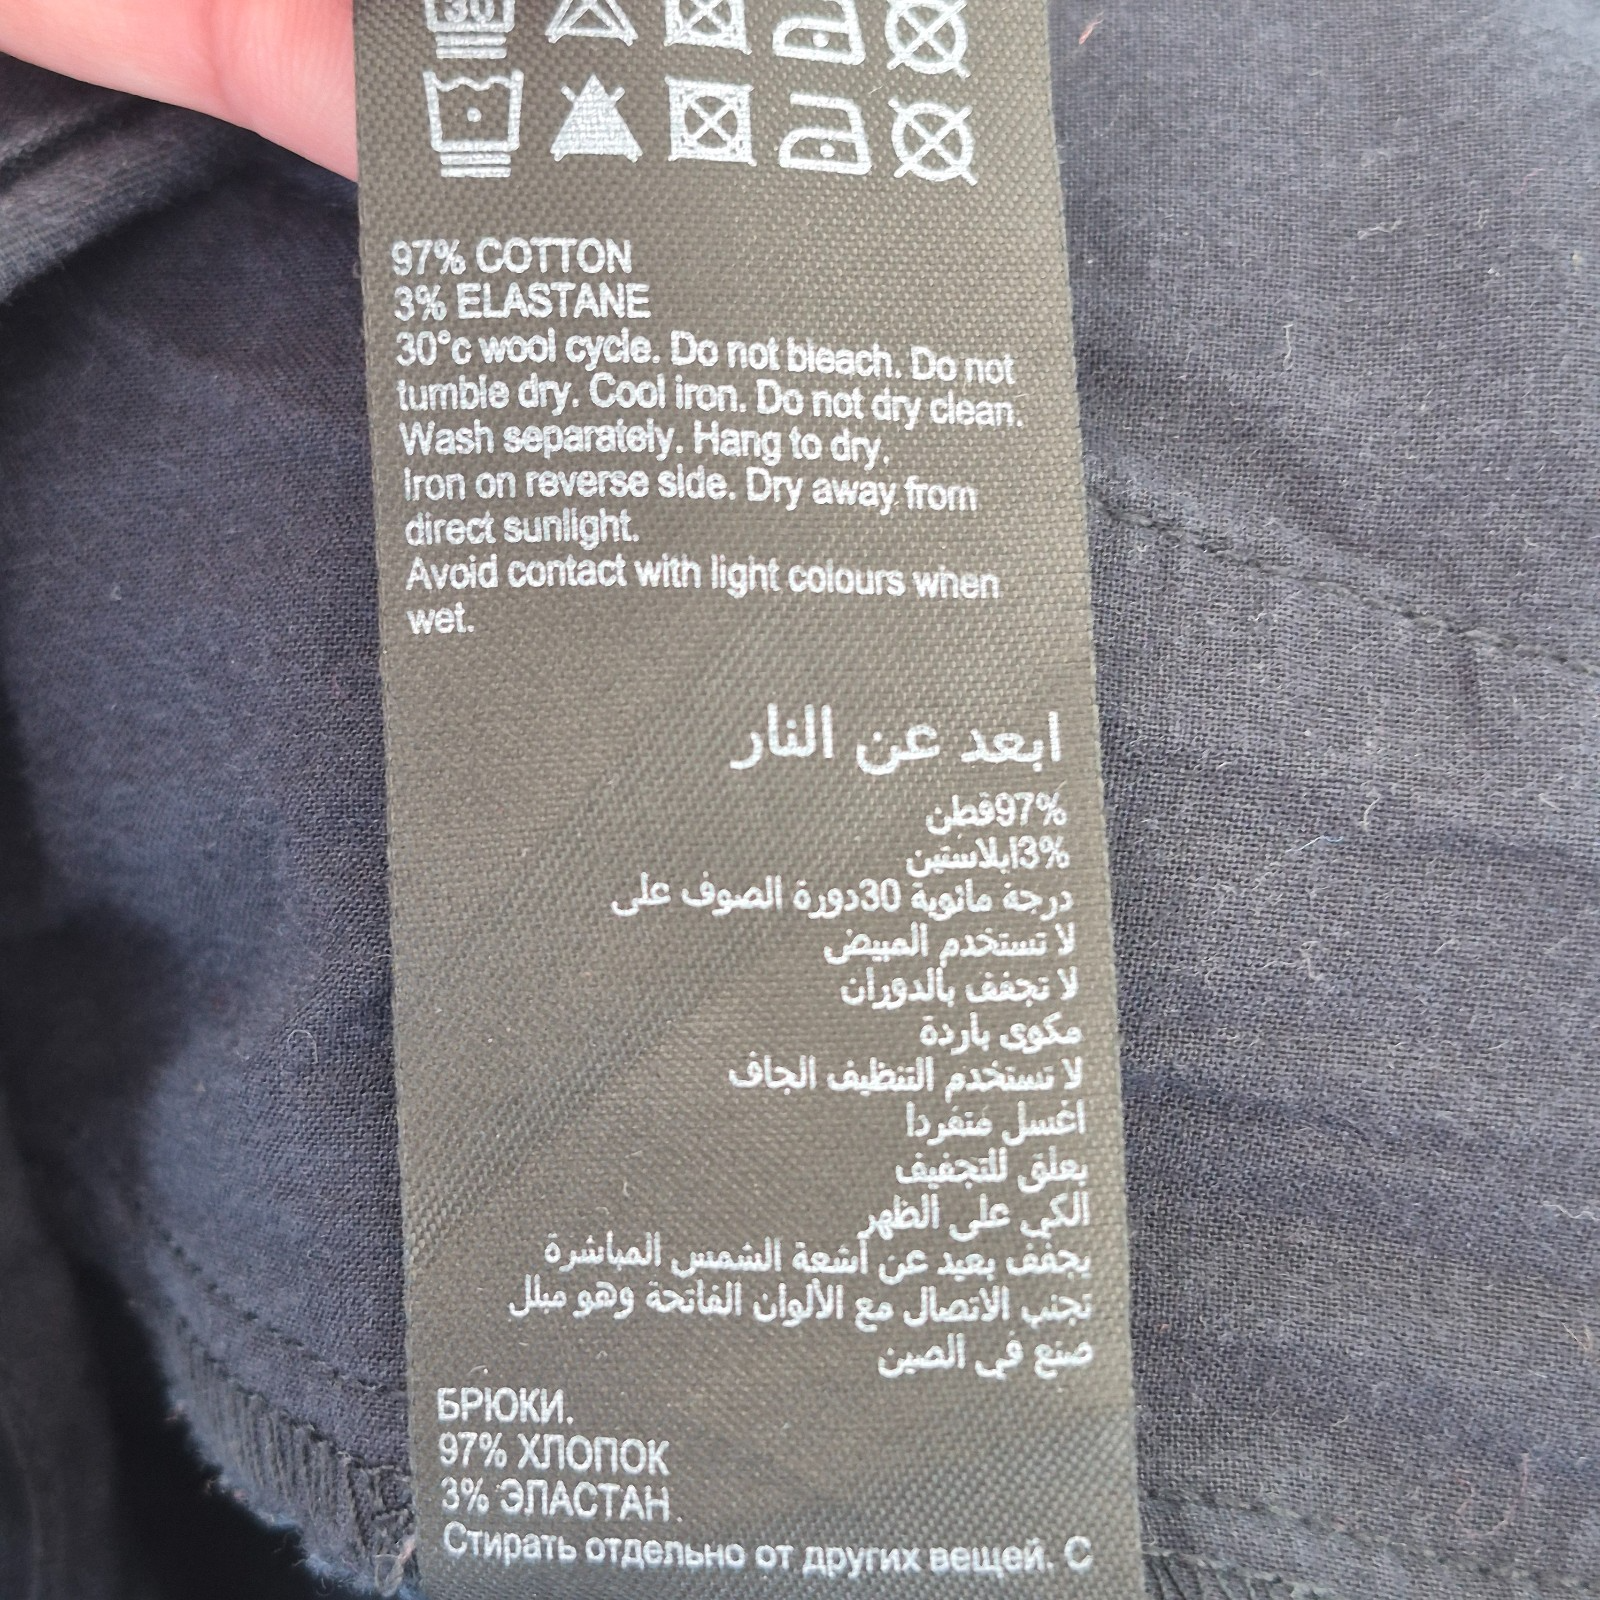 30
97% COTTON
3% ELASTANE
30°c wool cycle. Do not bleach. Do not
tumble dry. Cool iron. Do not dry clean.
Wash separately. Hang to dry.
Iron on reverse side. Dry away from
direct sunlight.
Avoid contact with light colours when
wet.
ابعد عن النار
97%قطن
3%ايلاستين
درجة مائوية 30دورة الصوف على
لا تستخدم المبيض
لا تجفف بالدوران
مكوى باردة
لا تستخدم التنظيف الجاف
اغسل منفردا
يعلق للتجفيف
الكي على الظهر
يجفف بعيد عن أشعة الشمس المباشرة
تجنب الاتصال مع الألوان الفاتحة وهو مبلل
صنع في الصين
БРЮКИ.
97% ХЛОПОК
3% ЭЛАСТАН.
Стирать отдельно от других вещей. С